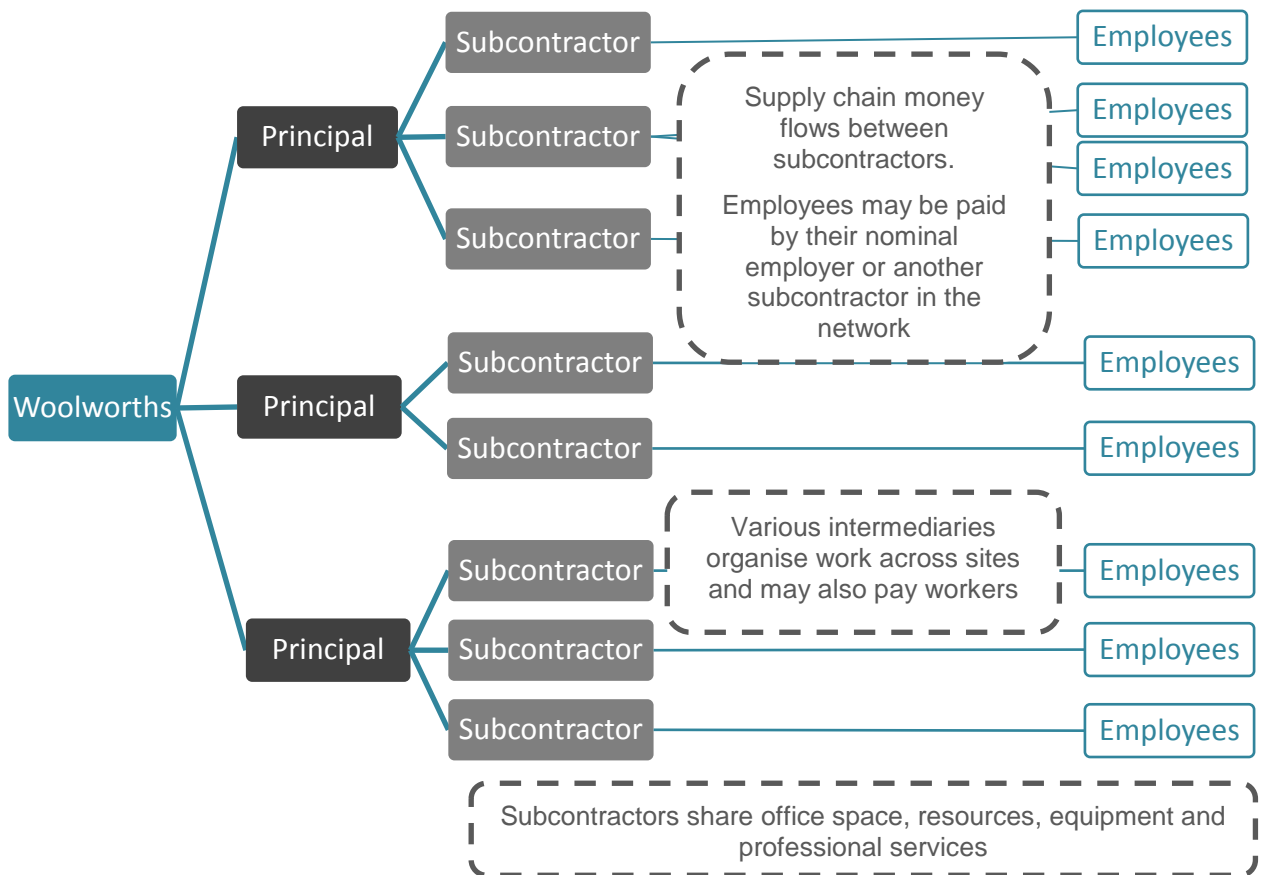 Subcontractor
Employees
Supply chain money
flows between
subcontractors.
Employees may be paid
by their nominal
employer or another
subcontractor in the
network
Employees
Principal
Subcontractor
Employees
Subcontractor
Employees
Subcontractor
Employees
Woolworths
Principal
Subcontractor
Employees
Various intermediaries
organise work across sites
and may also pay workers
Subcontractor
Employees
Principal
Subcontractor
Employees
Subcontractor
Employees
Subcontractors share office space, resources, equipment and
professional services